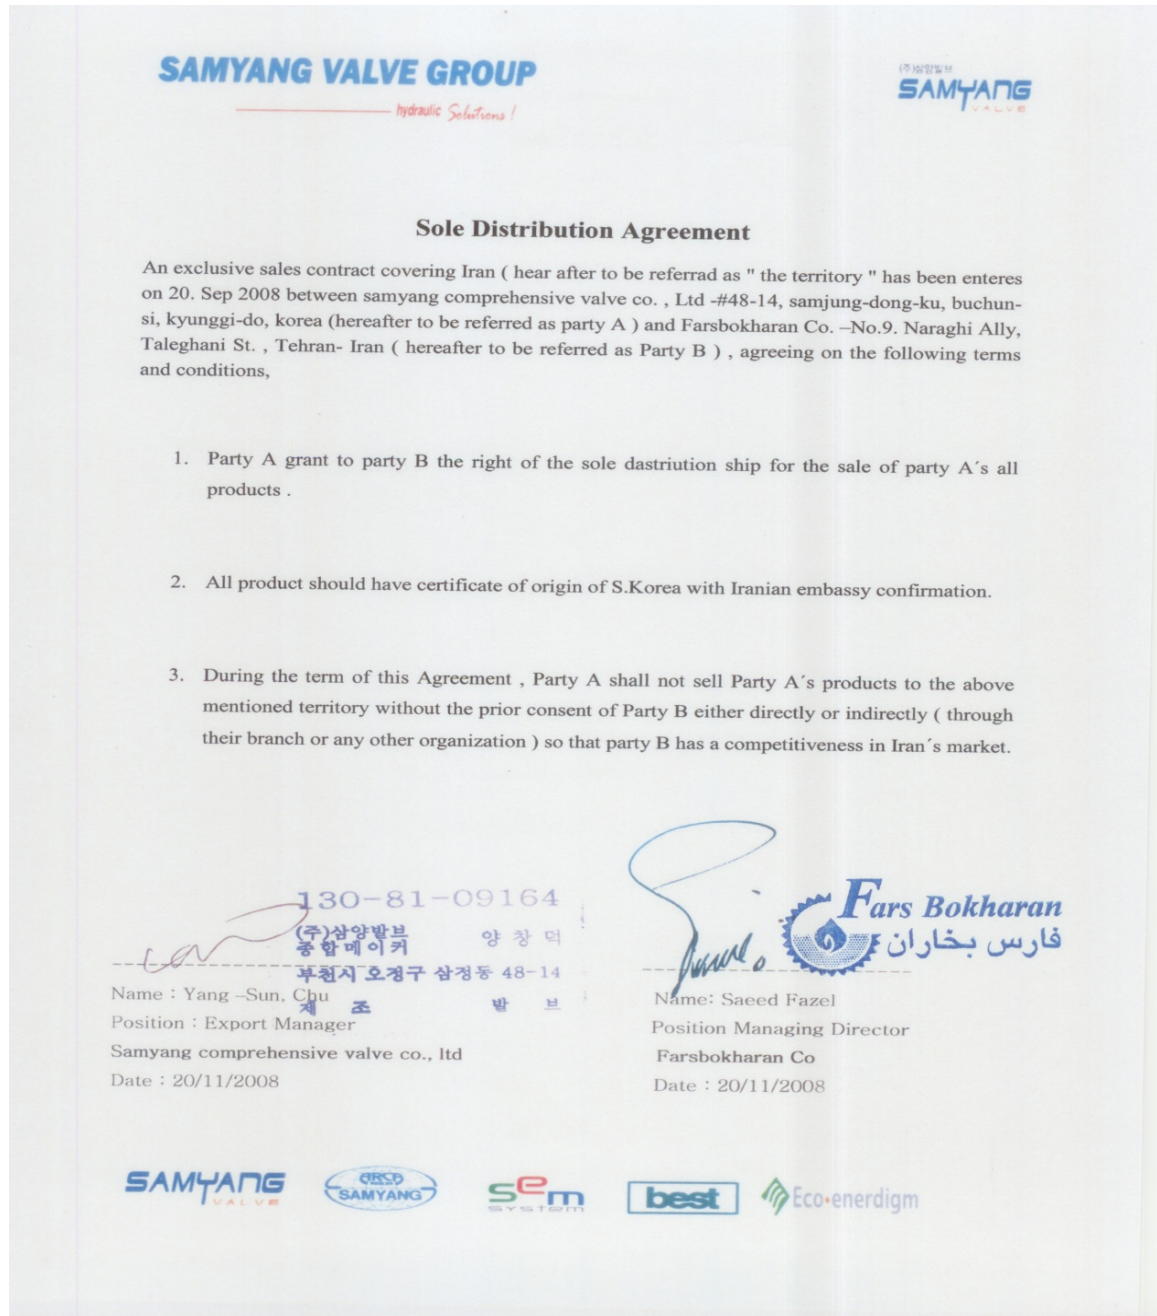 SAMYANG VALVE GROUP
hydraulic Solutions!
(주)삼양발브
SAMYANG
VALVE
Sole Distribution Agreement
An exclusive sales contract covering Iran ( hear after to be referrad as " the territory " has been enteres
on 20. Sep 2008 between samyang comprehensive valve co. , Ltd -#48-14, samjung-dong-ku, buchun-
si, kyunggi-do, korea (hereafter to be referred as party A ) and Farsbokharan Co. –No.9. Naraghi Ally,
Taleghani St. , Tehran- Iran ( hereafter to be referred as Party B ) , agreeing on the following terms
and conditions,
1. Party A grant to party B the right of the sole dastriution ship for the sale of party A´s all
products .
2. All product should have certificate of origin of S.Korea with Iranian embassy confirmation.
3. During the term of this Agreement , Party A shall not sell Party A´s products to the above
mentioned territory without the prior consent of Party B either directly or indirectly ( through
their branch or any other organization ) so that party B has a competitiveness in Iran´s market.
130-81-09164
(주)삼양발브
종합메이커 양창덕
부천시 오정구 삼정동 48-14
제 조 발 브
Name : Yang –Sun, Chu
Position : Export Manager
Samyang comprehensive valve co., ltd
Date : 20/11/2008
Fars Bokharan
فارس بخاران
Name: Saeed Fazel
Position Managing Director
Farsbokharan Co
Date : 20/11/2008
SAMYANG
VALVE
ARCA
SAMYANG
sem
SYSTEM
best
Eco-enerdigm